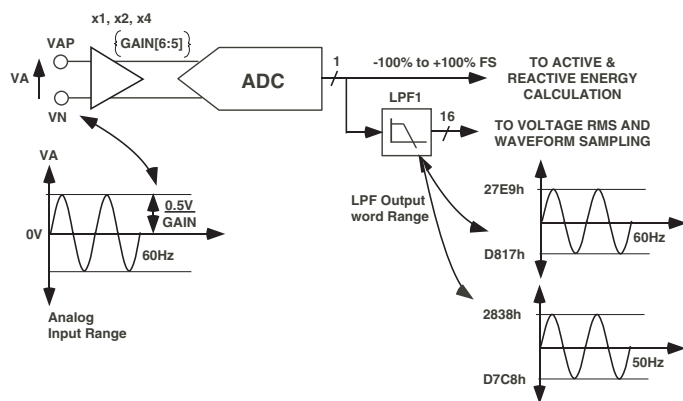 x1, x2, x4
{GAIN[6:5]}
VAP
VA
VN
ADC
1
-100% to +100% FS
TO ACTIVE &
REACTIVE ENERGY
CALCULATION
LPF1
16
TO VOLTAGE RMS AND
WAVEFORM SAMPLING
VA
0V
0.5V
GAIN
60Hz
Analog
Input Range
LPF Output
word Range
27E9h
60Hz
D817h
2838h
50Hz
D7C8h